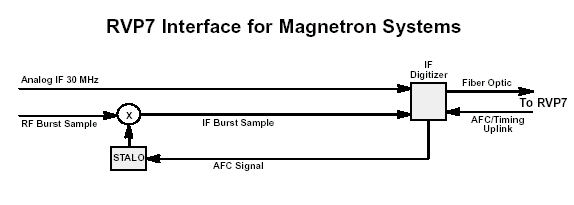 RVP7 Interface for Magnetron Systems
IF
Digitizer
Analog IF 30 MHz
Fiber Optic
To RVP7
RF Burst Sample
X
IF Burst Sample
AFC/Timing
Uplink
STALO
AFC Signal